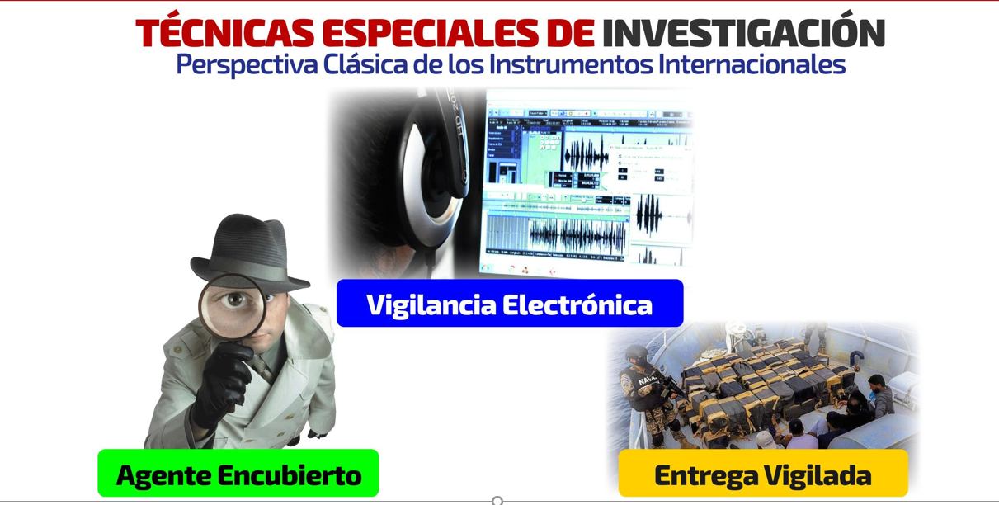 TÉCNICAS ESPECIALES DE INVESTIGACIÓN
Perspectiva Clásica de los Instrumentos Internacionales
Vigilancia Electrónica
Agente Encubierto
Entrega Vigilada